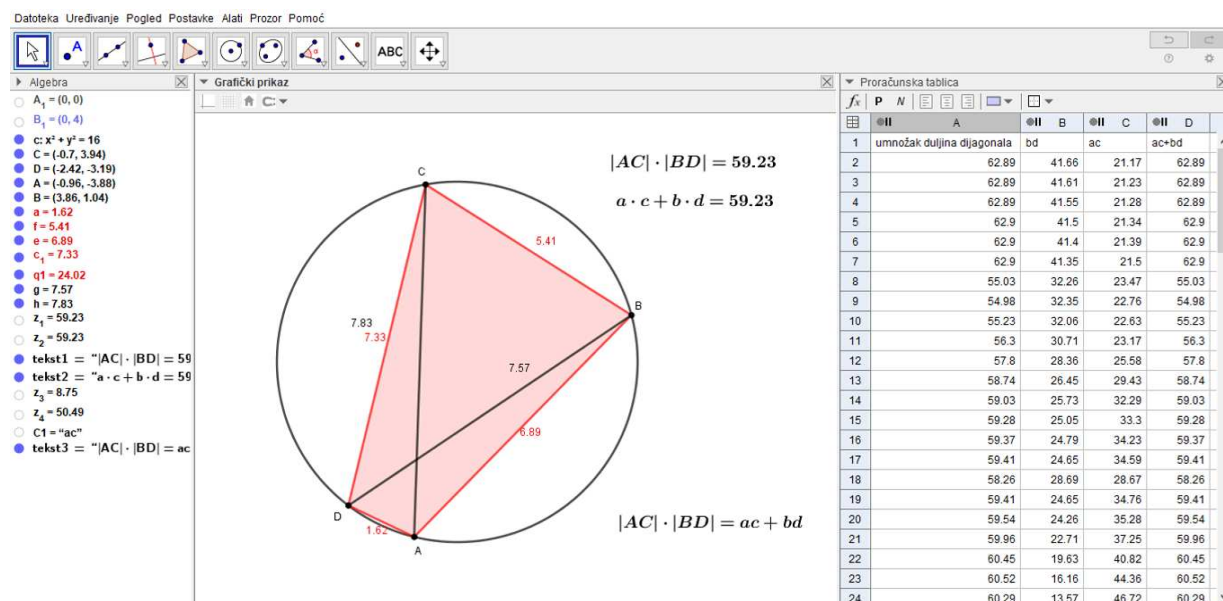 Datoteka Uređivanje Pogled Postavke Alati Prozor Pomoć
ABC
Algebra
A₁ = (0, 0)
B₁ = (0, 4)
c: x² + y² = 16
C = (-0.7, 3.94)
D = (-2.42, -3.19)
A = (-0.96, -3.88)
B = (3.86, 1.04)
a = 1.62
f = 5.41
e = 6.89
c₁ = 7.33
q1 = 24.02
g = 7.57
h = 7.83
z₁ = 59.23
z₂ = 59.23
tekst1 = “|AC| · |BD| = 59
tekst2 = “a · c + b · d = 59
z₃ = 8.75
z₄ = 50.49
C1 = “ac”
tekst3 = “|AC| · |BD| = ac
Grafički prikaz
|AC| · |BD| = 59.23
a · c + b · d = 59.23
C
5.41
B
7.83
7.33
7.57
6.89
D
1.62
A
|AC| · |BD| = ac + bd
Proračunska tablica
fx P N
A B C D
1 umnožak duljina dijagonala bd ac ac+bd
2 62.89 41.66 21.17 62.89
3 62.89 41.61 21.23 62.89
4 62.89 41.55 21.28 62.89
5 62.9 41.5 21.34 62.9
6 62.9 41.4 21.39 62.9
7 62.9 41.35 21.5 62.9
8 55.03 32.26 23.47 55.03
9 54.98 32.35 22.76 54.98
10 55.23 32.06 22.63 55.23
11 56.3 30.71 23.17 56.3
12 57.8 28.36 25.58 57.8
13 58.74 26.45 29.43 58.74
14 59.03 25.73 32.29 59.03
15 59.28 25.05 33.3 59.28
16 59.37 24.79 34.23 59.37
17 59.41 24.65 34.59 59.41
18 58.26 28.69 28.67 58.26
19 59.41 24.65 34.76 59.41
20 59.54 24.26 35.28 59.54
21 59.96 22.71 37.25 59.96
22 60.45 19.63 40.82 60.45
23 60.52 16.16 44.36 60.52
24 60.29 13.57 46.72 60.29